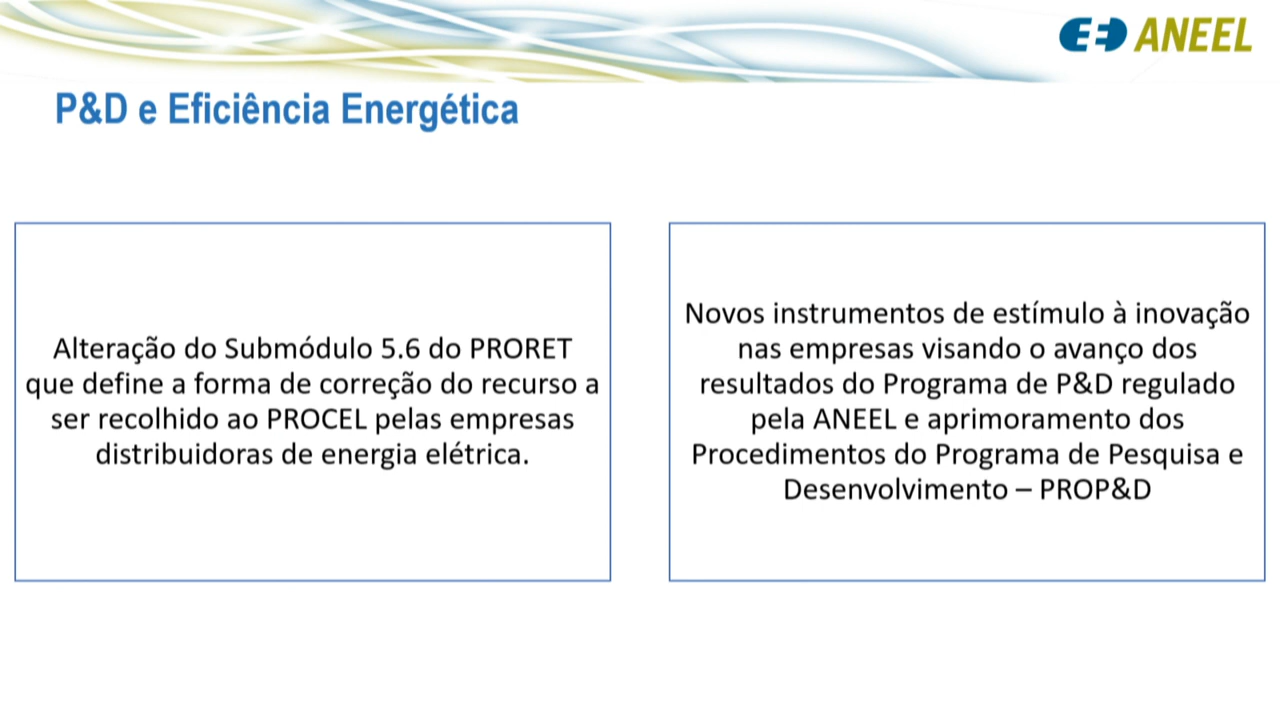 ANEEL
P&D e Eficiência Energética
Alteração do Submódulo 5.6 do PRORET
que define a forma de correção do recurso a
ser recolhido ao PROCEL pelas empresas
distribuidoras de energia elétrica.
Novos instrumentos de estímulo à inovação
nas empresas visando o avanço dos
resultados do Programa de P&D regulado
pela ANEEL e aprimoramento dos
Procedimentos do Programa de Pesquisa e
Desenvolvimento – PROP&D